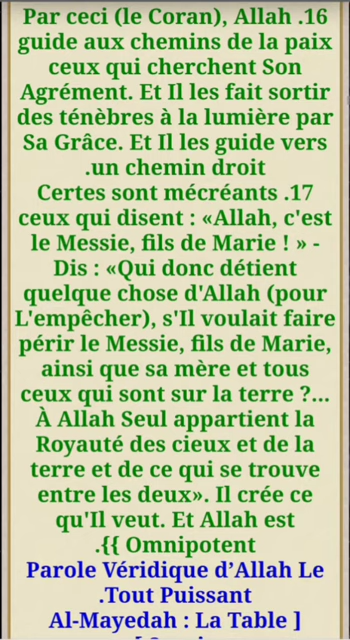 Par ceci (le Coran), Allah .16
guide aux chemins de la paix
ceux qui cherchent Son
Agrément. Et Il les fait sortir
des ténèbres à la lumière par
Sa Grâce. Et Il les guide vers
.un chemin droit
Certes sont mécréants .17
ceux qui disent : «Allah, c'est
le Messie, fils de Marie ! » -
Dis : «Qui donc détient
quelque chose d'Allah (pour
L'empêcher), s'Il voulait faire
périr le Messie, fils de Marie,
ainsi que sa mère et tous
ceux qui sont sur la terre ?...
À Allah Seul appartient la
Royauté des cieux et de la
terre et de ce qui se trouve
entre les deux». Il crée ce
qu'Il veut. Et Allah est
.{{ Omnipotent
Parole Véridique d’Allah Le
.Tout Puissant
Al-Mayedah : La Table ]